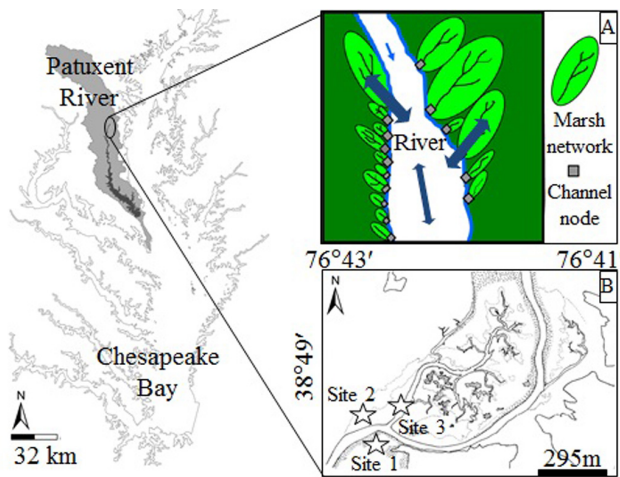 Patuxent
River
Chesapeake
Bay
N
32 km
A
River
Marsh
network
Channel
node
76°43′
76°41
B
N
38°49′
Site 2
Site 3
Site 1
295m